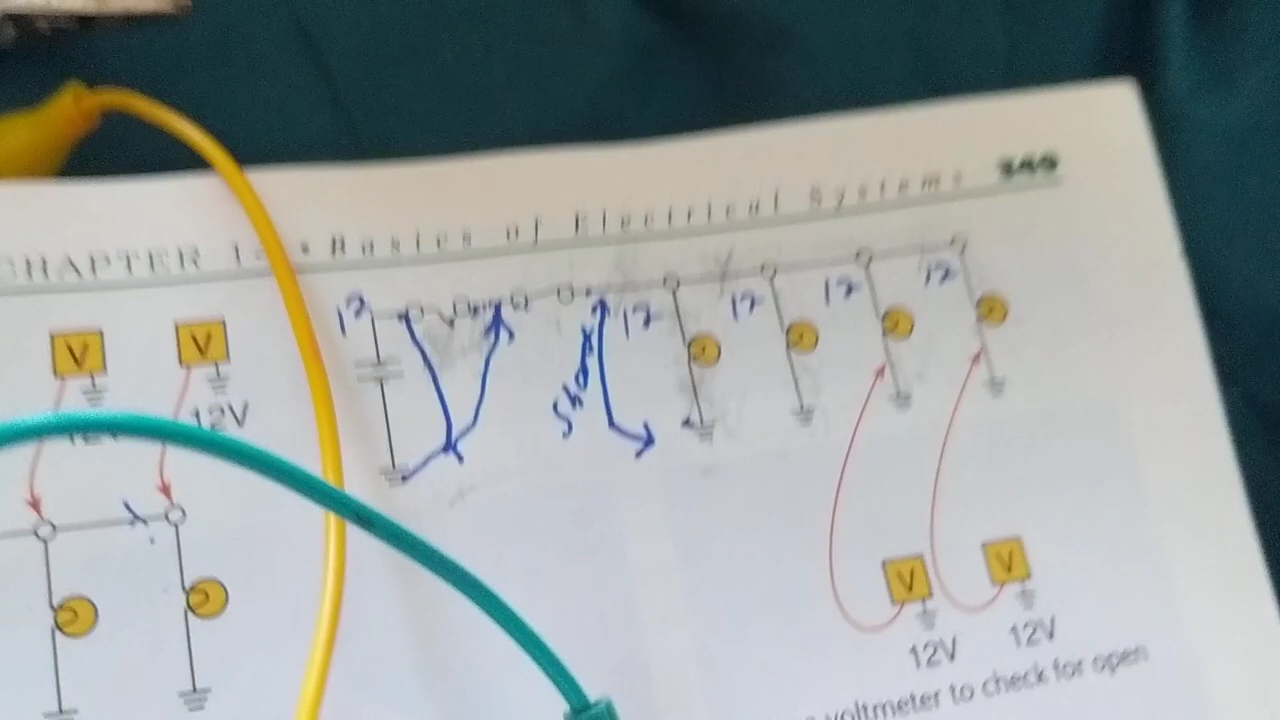 CHAPTER 1 • Basics of Electrical Systems 349
V V
12V 12V
12
12 12 12 12
Short
V V
12V 12V
voltmeter to check for open